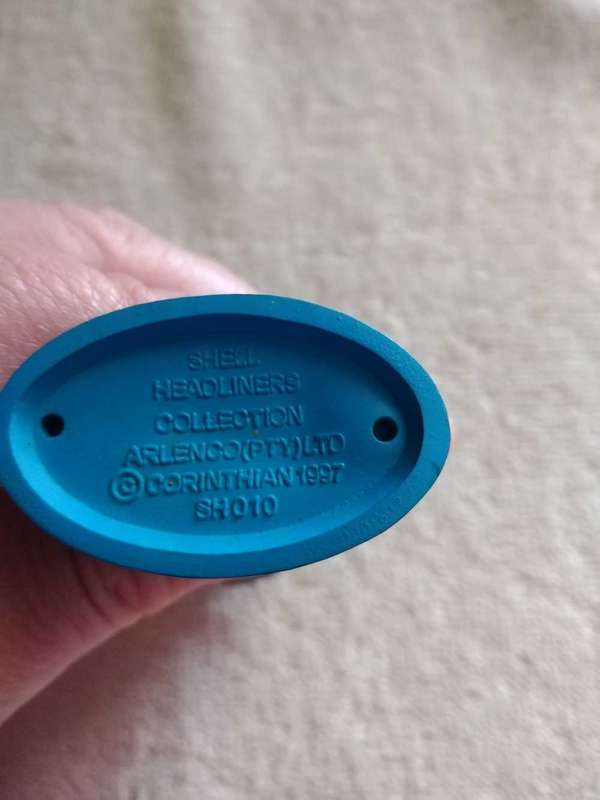 SHELL
HEADLINERS
COLLECTION
ARLENCO(PTY)LTD
© CORINTHIAN 1997
SH010